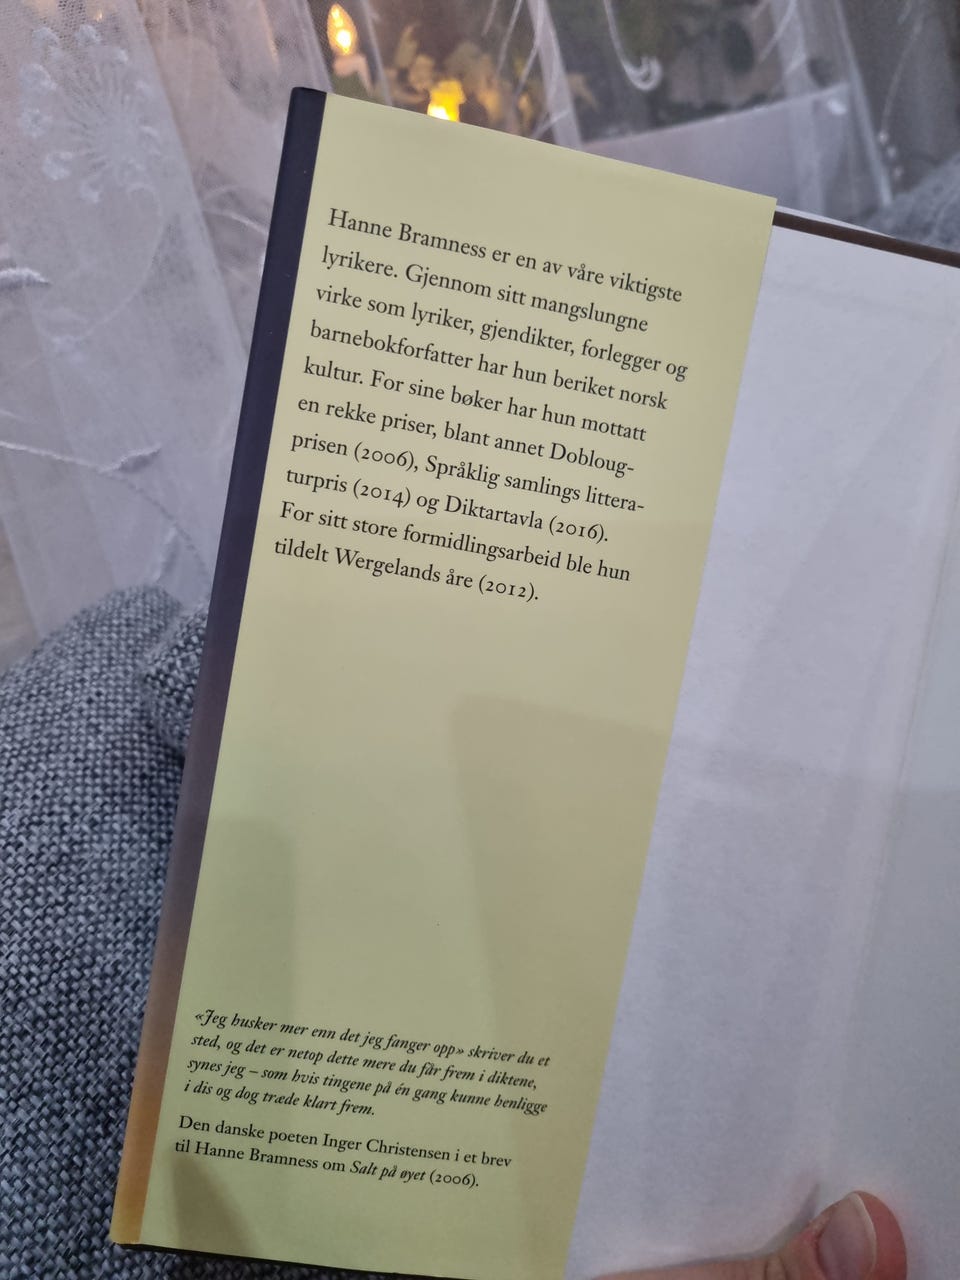 Hanne Bramness er en av våre viktigste
lyrikere. Gjennom sitt mangslungne
virke som lyriker, gjendikter, forlegger og
barnebokforfatter har hun beriket norsk
kultur. For sine bøker har hun mottatt
en rekke priser, blant annet Dobloug-
prisen (2006), Språklig samlings littera-
turpris (2014) og Diktartavla (2016).
For sitt store formidlingsarbeid ble hun
tildelt Wergelands åre (2012).
«Jeg husker mer enn det jeg fanger opp» skriver du et
sted, og det er netop dette mere du får frem i diktene,
synes jeg – som hvis tingene på én gang kunne henligge
i dis og dog træde klart frem.
Den danske poeten Inger Christensen i et brev
til Hanne Bramness om Salt på øyet (2006).